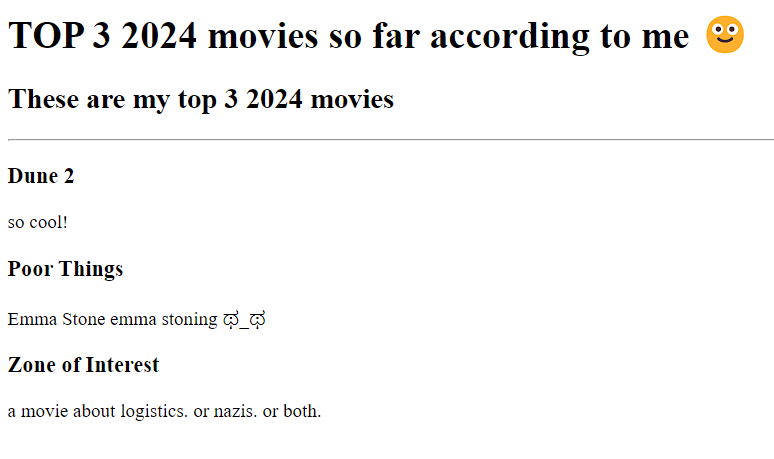 TOP 3 2024 movies so far according to me 🙂
These are my top 3 2024 movies
Dune 2
so cool!
Poor Things
Emma Stone emma stoning ಥ_ಥ
Zone of Interest
a movie about logistics. or nazis. or both.